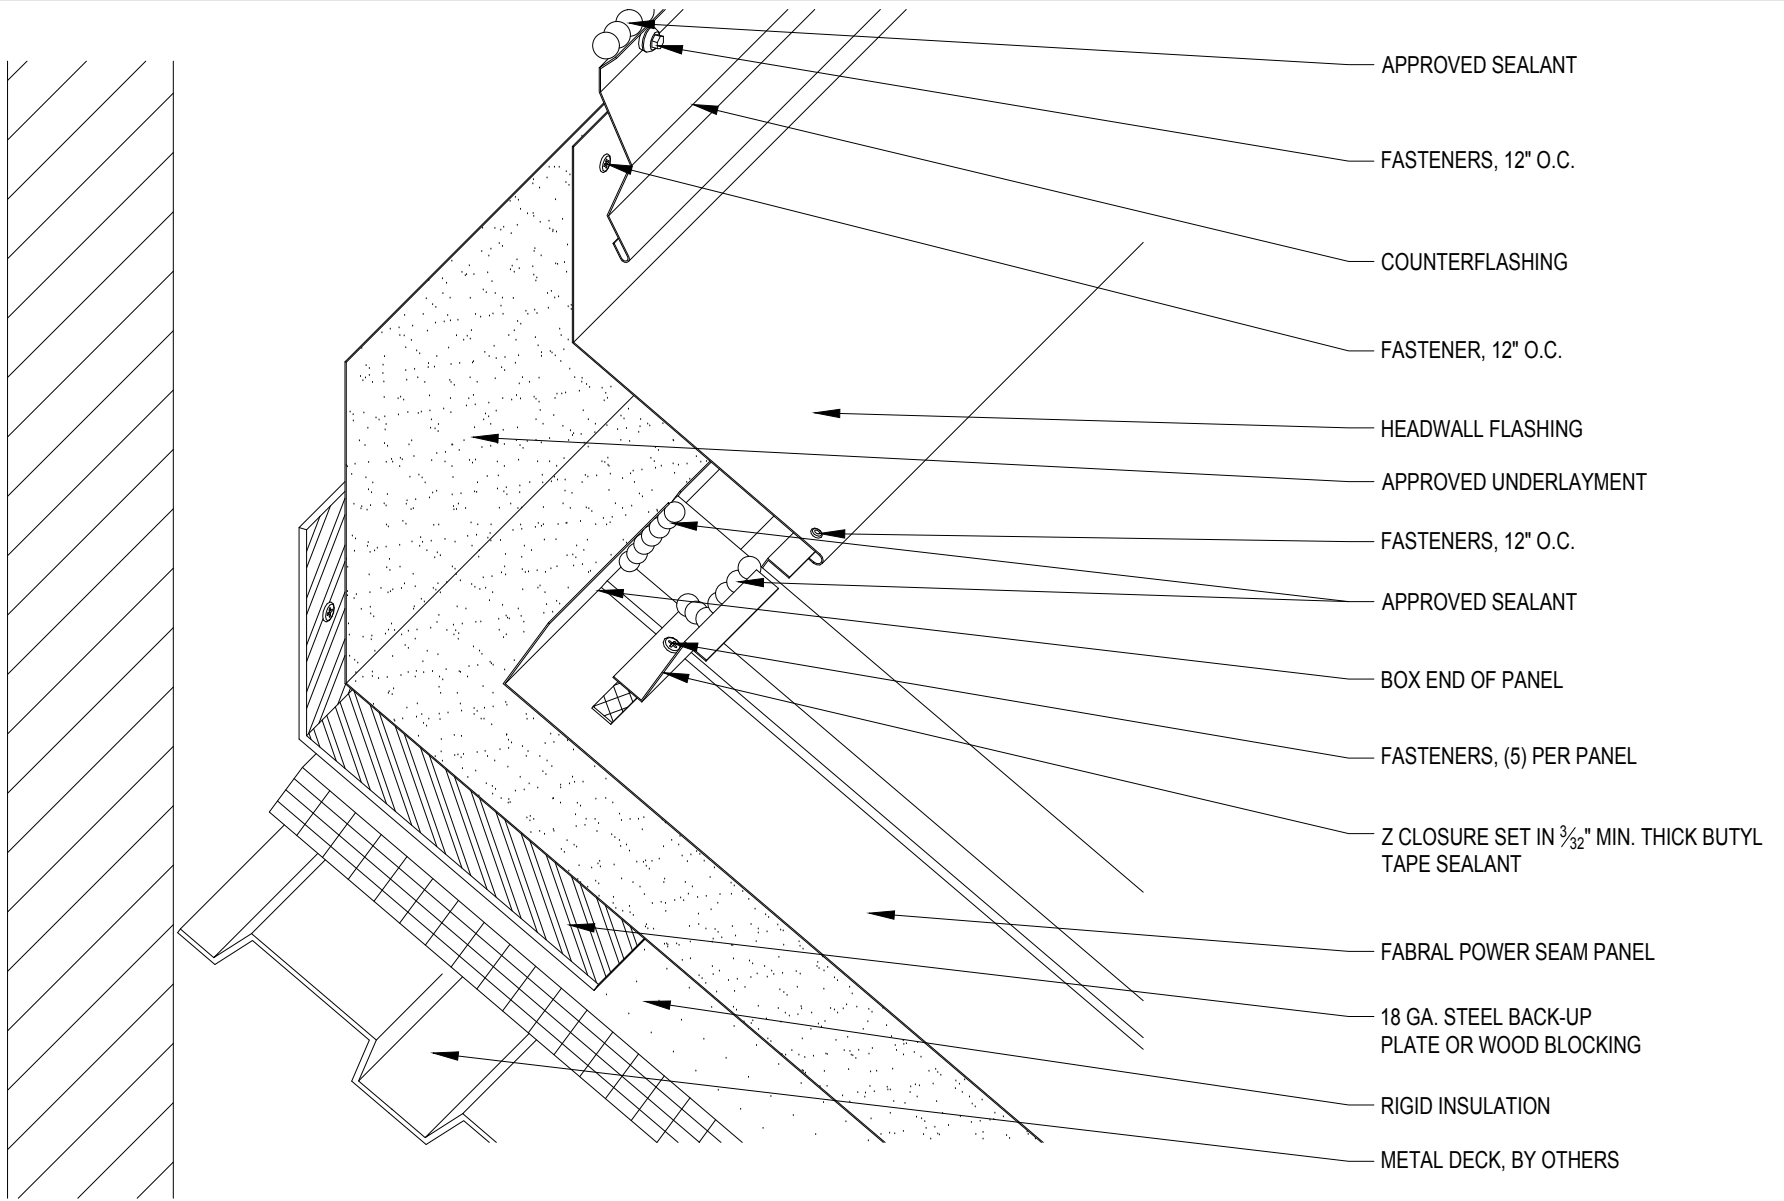 APPROVED SEALANT
FASTENERS, 12" O.C.
COUNTERFLASHING
FASTENER, 12" O.C.
HEADWALL FLASHING
APPROVED UNDERLAYMENT
FASTENERS, 12" O.C.
APPROVED SEALANT
BOX END OF PANEL
FASTENERS, (5) PER PANEL
Z CLOSURE SET IN 3/32" MIN. THICK BUTYL
TAPE SEALANT
FABRAL POWER SEAM PANEL
18 GA. STEEL BACK-UP
PLATE OR WOOD BLOCKING
RIGID INSULATION
METAL DECK, BY OTHERS